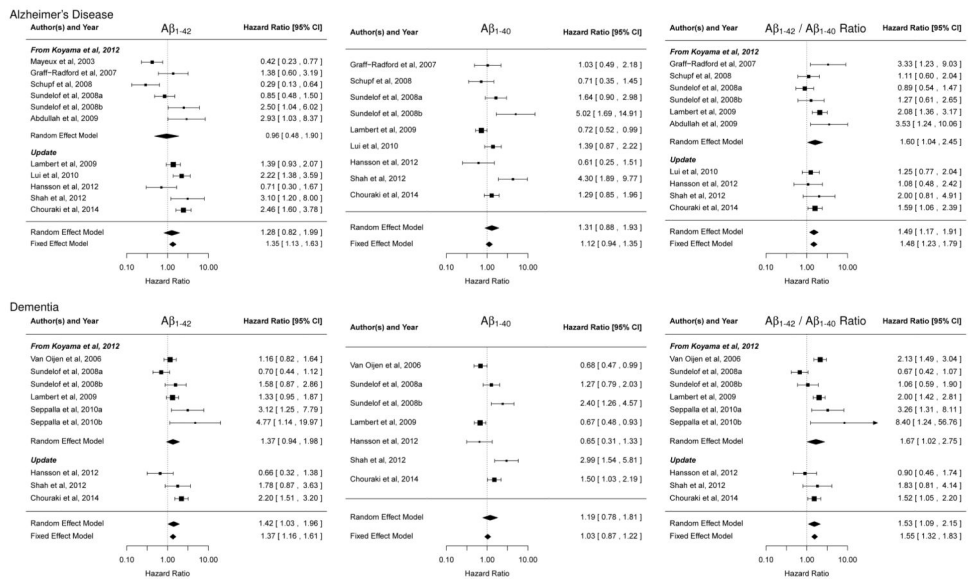 Alzheimer's Disease
Author(s) and Year Aβ1-42 Hazard Ratio [95% CI]
From Koyama et al, 2012
Mayeux et al, 2003 0.42 [ 0.23 , 0.77 ]
Graff-Radford et al, 2007 1.38 [ 0.60 , 3.19 ]
Schupf et al, 2008 0.29 [ 0.13 , 0.64 ]
Sundelof et al, 2008a 0.85 [ 0.48 , 1.50 ]
Sundelof et al, 2008b 2.50 [ 1.04 , 6.02 ]
Abdullah et al, 2009 2.93 [ 1.03 , 8.37 ]
Random Effect Model 0.96 [ 0.48 , 1.90 ]
Update
Lambert et al, 2009 1.39 [ 0.93 , 2.07 ]
Lui et al, 2010 2.22 [ 1.38 , 3.59 ]
Hansson et al, 2012 0.71 [ 0.30 , 1.67 ]
Shah et al, 2012 3.10 [ 1.20 , 8.00 ]
Chouraki et al, 2014 2.46 [ 1.60 , 3.78 ]
Random Effect Model 1.28 [ 0.82 , 1.99 ]
Fixed Effect Model 1.35 [ 1.13 , 1.63 ]
0.10 1.00 10.00
Hazard Ratio
Author(s) and Year Aβ1-40 Hazard Ratio [95% CI]
Graff-Radford et al, 2007 1.03 [ 0.49 , 2.18 ]
Schupf et al, 2008 0.71 [ 0.35 , 1.45 ]
Sundelof et al, 2008a 1.64 [ 0.90 , 2.98 ]
Sundelof et al, 2008b 5.02 [ 1.69 , 14.91 ]
Lambert et al, 2009 0.72 [ 0.52 , 0.99 ]
Lui et al, 2010 1.39 [ 0.87 , 2.22 ]
Hansson et al, 2012 0.61 [ 0.25 , 1.51 ]
Shah et al, 2012 4.30 [ 1.89 , 9.77 ]
Chouraki et al, 2014 1.29 [ 0.85 , 1.96 ]
Random Effect Model 1.31 [ 0.88 , 1.93 ]
Fixed Effect Model 1.12 [ 0.94 , 1.35 ]
0.10 1.00 10.00
Hazard Ratio
Author(s) and Year Aβ1-42 / Aβ1-40 Ratio Hazard Ratio [95% CI]
From Koyama et al, 2012
Graff-Radford et al, 2007 3.33 [ 1.23 , 9.03 ]
Schupf et al, 2008 1.11 [ 0.60 , 2.04 ]
Sundelof et al, 2008a 0.89 [ 0.54 , 1.47 ]
Sundelof et al, 2008b 1.27 [ 0.61 , 2.65 ]
Lambert et al, 2009 2.08 [ 1.36 , 3.17 ]
Abdullah et al, 2009 3.53 [ 1.24 , 10.06 ]
Random Effect Model 1.60 [ 1.04 , 2.45 ]
Update
Lui et al, 2010 1.25 [ 0.77 , 2.04 ]
Hansson et al, 2012 1.08 [ 0.48 , 2.42 ]
Shah et al, 2012 2.00 [ 0.81 , 4.91 ]
Chouraki et al, 2014 1.59 [ 1.06 , 2.39 ]
Random Effect Model 1.49 [ 1.17 , 1.91 ]
Fixed Effect Model 1.48 [ 1.23 , 1.79 ]
0.10 1.00 10.00
Hazard Ratio
Dementia
Author(s) and Year Aβ1-42 Hazard Ratio [95% CI]
From Koyama et al, 2012
Van Oijen et al, 2006 1.16 [ 0.82 , 1.64 ]
Sundelof et al, 2008a 0.70 [ 0.44 , 1.12 ]
Sundelof et al, 2008b 1.58 [ 0.87 , 2.86 ]
Lambert et al, 2009 1.33 [ 0.95 , 1.87 ]
Seppalla et al, 2010a 3.12 [ 1.25 , 7.79 ]
Seppalla et al, 2010b 4.77 [ 1.14 , 19.97 ]
Random Effect Model 1.37 [ 0.94 , 1.98 ]
Update
Hansson et al, 2012 0.66 [ 0.32 , 1.38 ]
Shah et al, 2012 1.78 [ 0.87 , 3.63 ]
Chouraki et al, 2014 2.20 [ 1.51 , 3.20 ]
Random Effect Model 1.42 [ 1.03 , 1.96 ]
Fixed Effect Model 1.37 [ 1.16 , 1.61 ]
0.10 1.00 10.00
Hazard Ratio
Author(s) and Year Aβ1-40 Hazard Ratio [95% CI]
Van Oijen et al, 2006 0.68 [ 0.47 , 0.99 ]
Sundelof et al, 2008a 1.27 [ 0.79 , 2.03 ]
Sundelof et al, 2008b 2.40 [ 1.26 , 4.57 ]
Lambert et al, 2009 0.67 [ 0.48 , 0.93 ]
Hansson et al, 2012 0.65 [ 0.31 , 1.33 ]
Shah et al, 2012 2.99 [ 1.54 , 5.81 ]
Chouraki et al, 2014 1.50 [ 1.03 , 2.19 ]
Random Effect Model 1.19 [ 0.78 , 1.81 ]
Fixed Effect Model 1.03 [ 0.87 , 1.22 ]
0.10 1.00 10.00
Hazard Ratio
Author(s) and Year Aβ1-42 / Aβ1-40 Ratio Hazard Ratio [95% CI]
From Koyama et al, 2012
Van Oijen et al, 2006 2.13 [ 1.49 , 3.04 ]
Sundelof et al, 2008a 0.67 [ 0.42 , 1.07 ]
Sundelof et al, 2008b 1.06 [ 0.59 , 1.90 ]
Lambert et al, 2009 2.00 [ 1.42 , 2.81 ]
Seppalla et al, 2010a 3.26 [ 1.31 , 8.11 ]
Seppalla et al, 2010b 8.40 [ 1.24 , 56.76 ]
Random Effect Model 1.67 [ 1.02 , 2.75 ]
Update
Hansson et al, 2012 0.90 [ 0.46 , 1.74 ]
Shah et al, 2012 1.83 [ 0.81 , 4.14 ]
Chouraki et al, 2014 1.52 [ 1.05 , 2.20 ]
Random Effect Model 1.53 [ 1.09 , 2.15 ]
Fixed Effect Model 1.55 [ 1.32 , 1.83 ]
0.10 1.00 10.00
Hazard Ratio